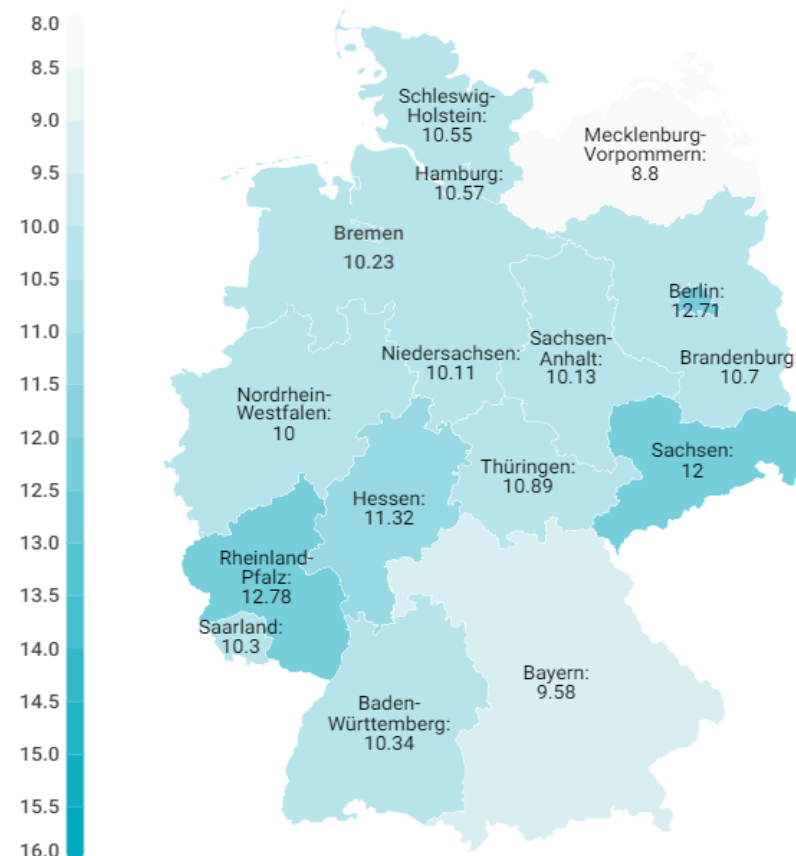 8.0
8.5
9.0
9.5
10.0
10.5
11.0
11.5
12.0
12.5
13.0
13.5
14.0
14.5
15.0
15.5
16.0
Schleswig-
Holstein:
10.55
Mecklenburg-
Vorpommern:
8.8
Hamburg:
10.57
Bremen
10.23
Berlin:
12.71
Niedersachsen:
10.11
Sachsen-
Anhalt:
10.13
Brandenburg:
10.7
Nordrhein-
Westfalen:
10
Sachsen:
12
Thüringen:
10.89
Hessen:
11.32
Rheinland-
Pfalz:
12.78
Saarland:
10.3
Bayern:
9.58
Baden-
Württemberg:
10.34